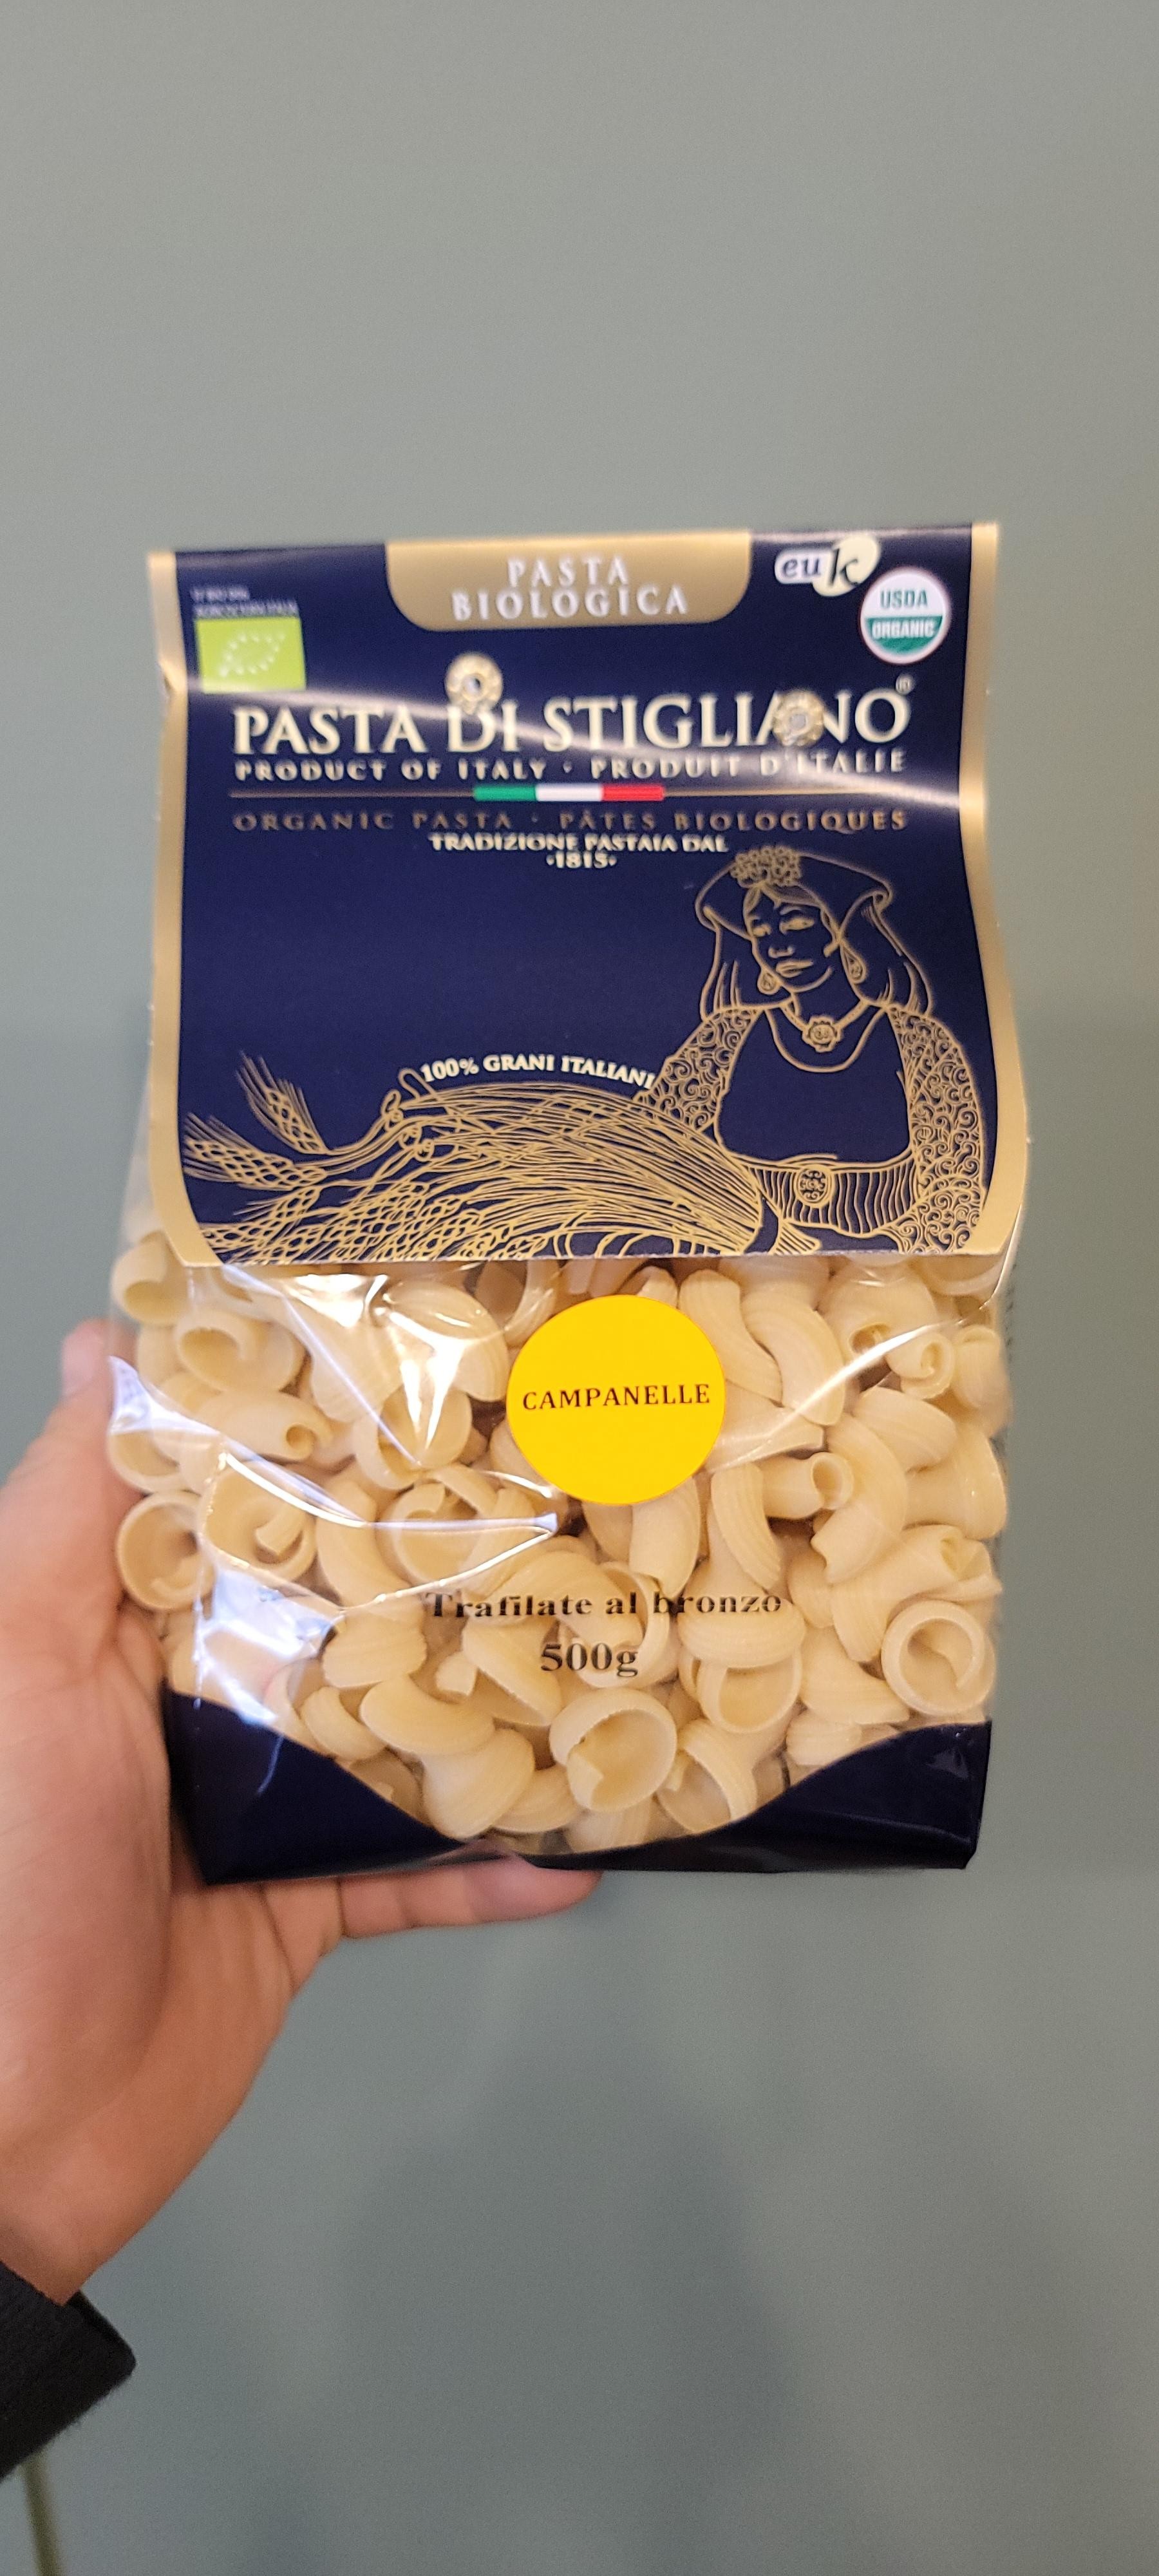 PASTA
BIOLOGICA
eu k
USDA
ORGANIC
PASTA DI STIGLIANO®
PRODUCT OF ITALY · PRODUIT D'ITALIE
ORGANIC PASTA · PÂTES BIOLOGIQUES
TRADIZIONE PASTAIA DAL
·1815·
100% GRANI ITALIANI
CAMPANELLE
Trafilate al bronzo
500g